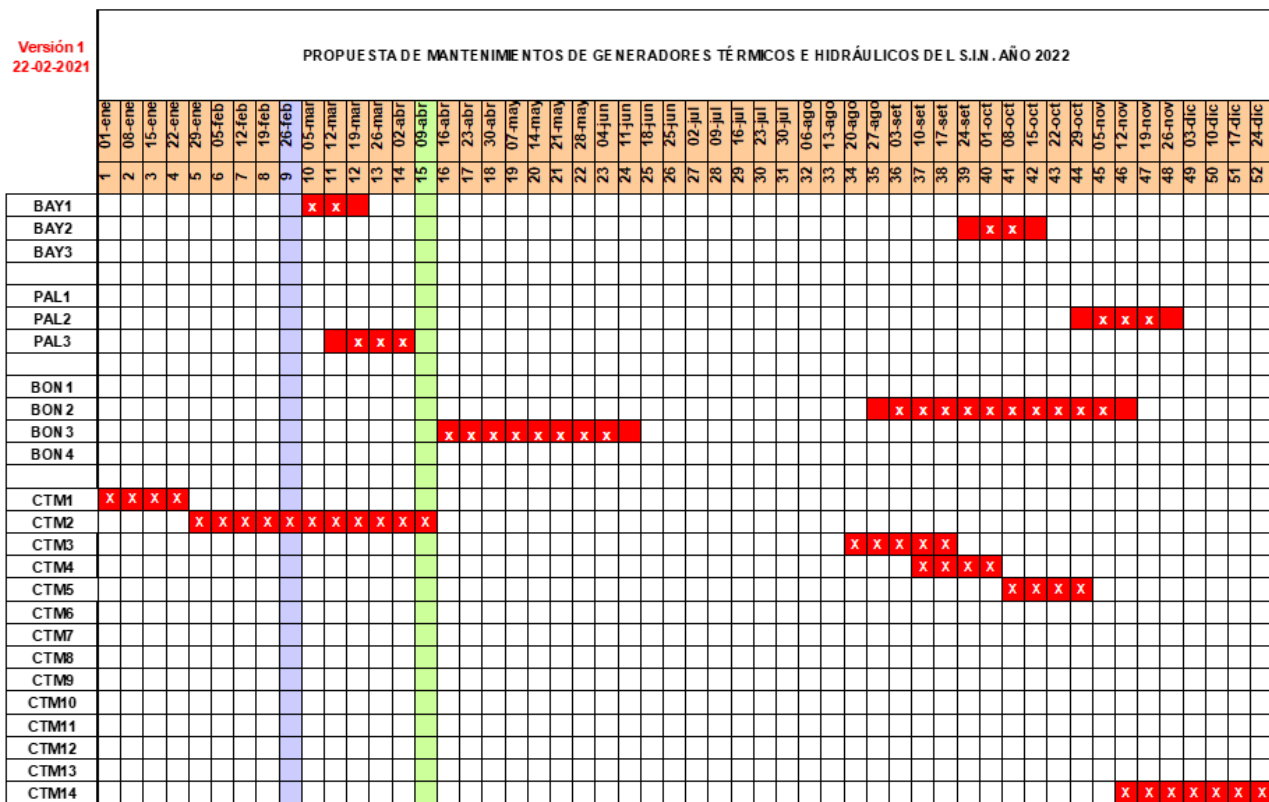 Versión 1
22-02-2021
PROPUESTA DE MANTENIMIENTOS DE GENERADORES TÉRMICOS E HIDRÁULICOS DEL S.I.N. AÑO 2022
01-ene 08-ene 15-ene 22-ene 29-ene 05-feb 12-feb 19-feb 26-feb 05-mar 12-mar 19-mar 26-mar 02-abr 09-abr 16-abr 23-abr 30-abr 07-may 14-may 21-may 28-may 04-jun 11-jun 18-jun 25-jun 02-jul 09-jul 16-jul 23-jul 30-jul 06-ago 13-ago 20-ago 27-ago 03-set 10-set 17-set 24-set 01-oct 08-oct 15-oct 22-oct 29-oct 05-nov 12-nov 19-nov 26-nov 03-dic 10-dic 17-dic 24-dic
1 2 3 4 5 6 7 8 9 10 11 12 13 14 15 16 17 18 19 20 21 22 23 24 25 26 27 28 29 30 31 32 33 34 35 36 37 38 39 40 41 42 43 44 45 46 47 48 49 50 51 52
BAY1 x x
BAY2 x x
BAY3
PAL1
PAL2 x x x
PAL3 x x x
BON 1
BON 2 x x x x x x x x x x
BON 3 x x x x x x x x
BON 4
CTM1 X X X X
CTM2 X X X X X X X X X X X
CTM3 X X X X X
CTM4 X X X X
CTM5 X X X X
CTM6
CTM7
CTM8
CTM9
CTM10
CTM11
CTM12
CTM13
CTM14 X X X X X X X